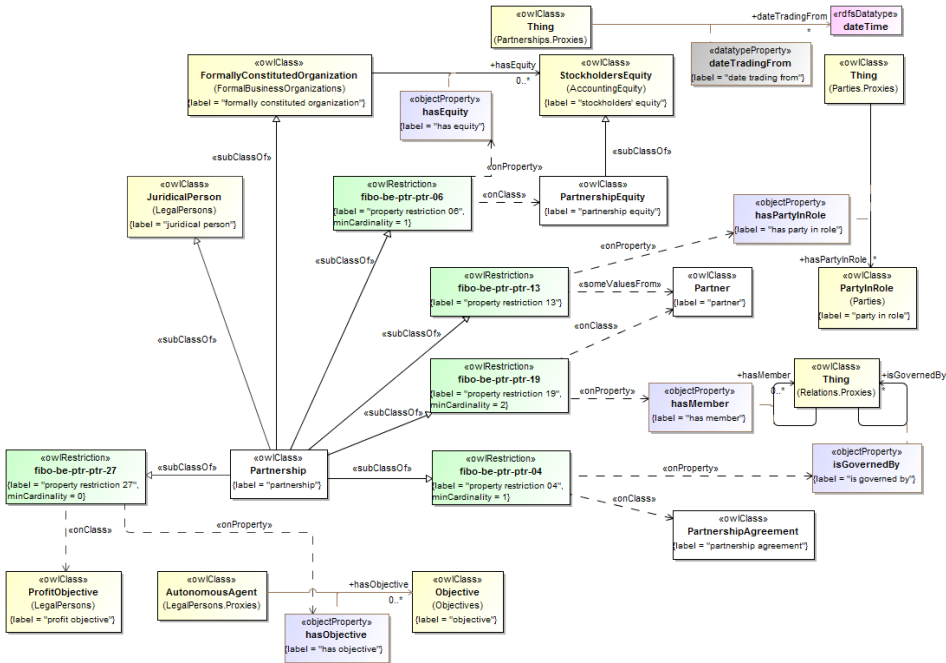 «owlClass»
Thing
(Partnerships.Proxies)
+dateTradingFrom
*
«rdfsDatatype»
dateTime
«datatypeProperty»
dateTradingFrom
{label = "date trading from"}
«owlClass»
FormallyConstitutedOrganization
(FormalBusinessOrganizations)
{label = "formally constituted organization"}
+hasEquity
0..*
«owlClass»
StockholdersEquity
(AccountingEquity)
{label = "stockholders' equity"}
«owlClass»
Thing
(Parties.Proxies)
«objectProperty»
hasEquity
{label = "has equity"}
«subClassOf»
«subClassOf»
«onProperty»
«owlClass»
JuridicalPerson
(LegalPersons)
{label = "juridical person"}
«owlRestriction»
fibo-be-ptr-ptr-06
{label = "property restriction 06",
minCardinality = 1}
«onClass»
«owlClass»
PartnershipEquity
{label = "partnership equity"}
«objectProperty»
hasPartyInRole
{label = "has party in role"}
«onProperty»
«subClassOf»
+hasPartyInRole
*
«owlRestriction»
fibo-be-ptr-ptr-13
{label = "property restriction 13"}
«someValuesFrom»
«owlClass»
Partner
{label = "partner"}
«owlClass»
PartyInRole
(Parties)
{label = "party in role"}
«onClass»
«subClassOf»
«subClassOf»
«owlRestriction»
fibo-be-ptr-ptr-19
{label = "property restriction 19",
minCardinality = 2}
«onProperty»
«objectProperty»
hasMember
{label = "has member"}
+hasMember
0..*
«owlClass»
Thing
(Relations.Proxies)
+isGovernedBy
*
«subClassOf»
«owlRestriction»
fibo-be-ptr-ptr-27
{label = "property restriction 27",
minCardinality = 0}
«subClassOf»
«owlClass»
Partnership
{label = "partnership"}
«subClassOf»
«owlRestriction»
fibo-be-ptr-ptr-04
{label = "property restriction 04",
minCardinality = 1}
«onProperty»
«objectProperty»
isGovernedBy
{label = "is governed by"}
«onClass»
«owlClass»
PartnershipAgreement
{label = "partnership agreement"}
«onClass»
«onProperty»
«owlClass»
ProfitObjective
(LegalPersons)
{label = "profit objective"}
«owlClass»
AutonomousAgent
(LegalPersons.Proxies)
+hasObjective
0..*
«owlClass»
Objective
(Objectives)
{label = "objective"}
«objectProperty»
hasObjective
{label = "has objective"}